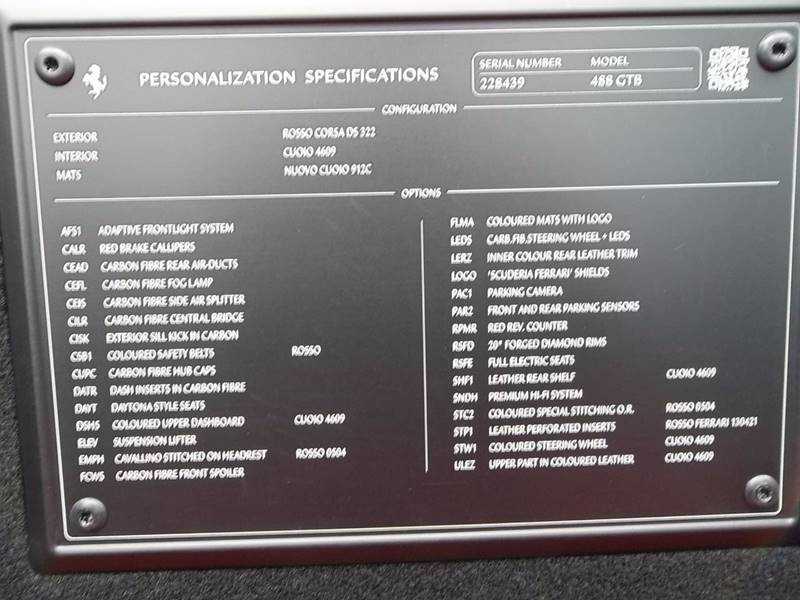 PERSONALIZATION SPECIFICATIONS
SERIAL NUMBER MODEL
228439 488 GTB
CONFIGURATION
EXTERIOR ROSSO CORSA DS 322
INTERIOR CUOIO 4609
MATS NUOVO CUOIO 912C
OPTIONS
AFS1 ADAPTIVE FRONTLIGHT SYSTEM
CALR RED BRAKE CALLIPERS
CEAD CARBON FIBRE REAR AIR-DUCTS
CEFL CARBON FIBRE FOG LAMP
CEIS CARBON FIBRE SIDE AIR SPLITTER
CILR CARBON FIBRE CENTRAL BRIDGE
CISK EXTERIOR SILL KICK IN CARBON
CSB1 COLOURED SAFETY BELTS ROSSO
CUPC CARBON FIBRE HUB CAPS
DATR DASH INSERTS IN CARBON FIBRE
DAYT DAYTONA STYLE SEATS
DSHS COLOURED UPPER DASHBOARD CUOIO 4609
ELEV SUSPENSION LIFTER
EMPH CAVALLINO STITCHED ON HEADREST ROSSO 0504
FCWS CARBON FIBRE FRONT SPOILER
FLMA COLOURED MATS WITH LOGO
LEDS CARB.FIB.STEERING WHEEL + LEDS
LERZ INNER COLOUR REAR LEATHER TRIM
LOGO 'SCUDERIA FERRARI' SHIELDS
PAC1 PARKING CAMERA
PAR2 FRONT AND REAR PARKING SENSORS
RPMR RED REV. COUNTER
RSFD 20" FORGED DIAMOND RIMS
RSFE FULL ELECTRIC SEATS
SHF1 LEATHER REAR SHELF CUOIO 4609
SNDH PREMIUM HI-FI SYSTEM
STC2 COLOURED SPECIAL STITCHING O.R. ROSSO 0504
STP1 LEATHER PERFORATED INSERTS ROSSO FERRARI 130421
STW1 COLOURED STEERING WHEEL CUOIO 4609
ULEZ UPPER PART IN COLOURED LEATHER CUOIO 4609